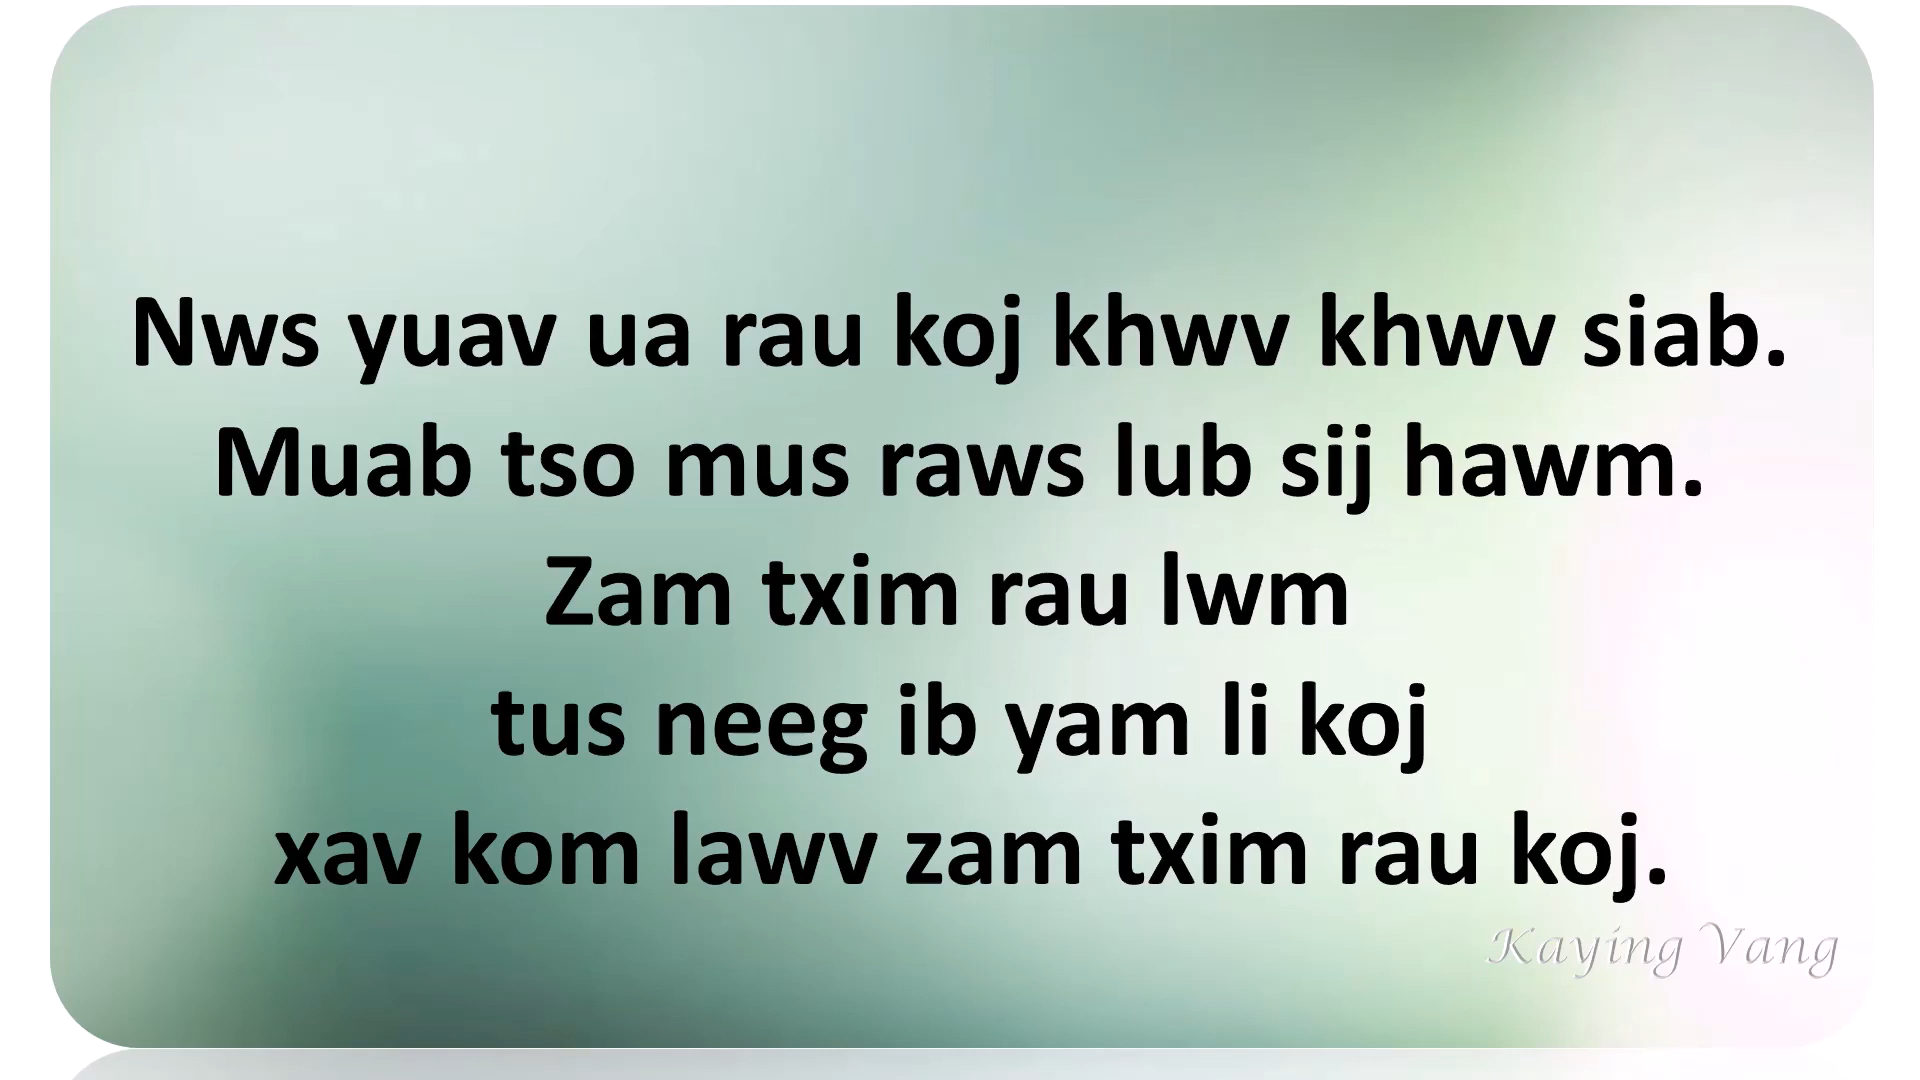 Nws yuav ua rau koj khwv khwv siab.
Muab tso mus raws lub sij hawm.
Zam txim rau lwm
tus neeg ib yam li koj
xav kom lawv zam txim rau koj.
Kaying Vang